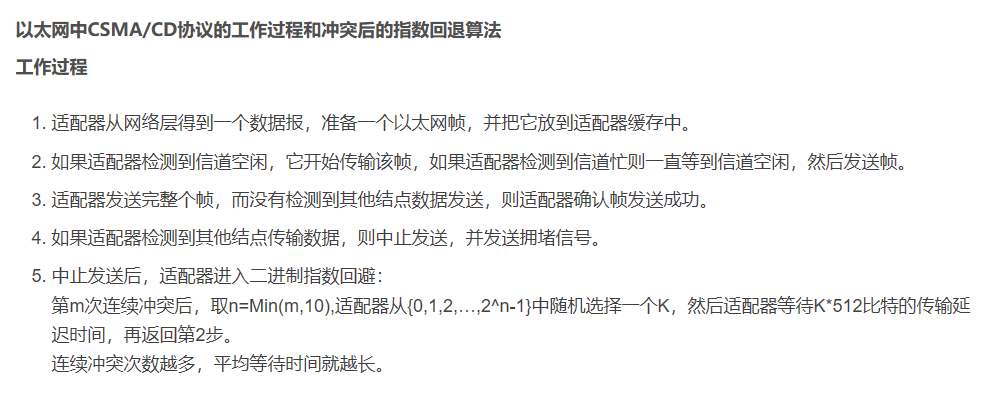 以太网中CSMA/CD协议的工作过程和冲突后的指数回退算法
工作过程
1. 适配器从网络层得到一个数据报，准备一个以太网帧，并把它放到适配器缓存中。
2. 如果适配器检测到信道空闲，它开始传输该帧，如果适配器检测到信道忙则一直等到信道空闲，然后发送帧。
3. 适配器发送完整个帧，而没有检测到其他结点数据发送，则适配器确认帧发送成功。
4. 如果适配器检测到其他结点传输数据，则中止发送，并发送拥堵信号。
5. 中止发送后，适配器进入二进制指数回避：
第m次连续冲突后，取n=Min(m,10),适配器从{0,1,2,…,2^n-1}中随机选择一个K，然后适配器等待K*512比特的传输延
迟时间，再返回第2步。
连续冲突次数越多，平均等待时间就越长。